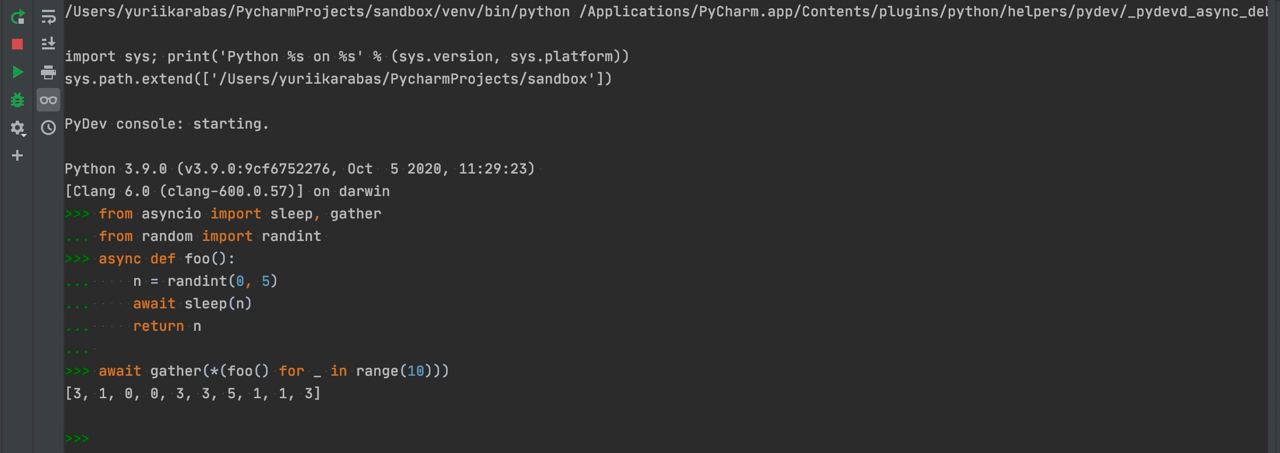 /Users/yuriikarabas/PycharmProjects/sandbox/venv/bin/python /Applications/PyCharm.app/Contents/plugins/python/helpers/pydev/_pydevd_async_deb
import sys; print('Python %s on %s' % (sys.version, sys.platform))
sys.path.extend(['/Users/yuriikarabas/PycharmProjects/sandbox'])
PyDev console: starting.
Python 3.9.0 (v3.9.0:9cf6752276, Oct  5 2020, 11:29:23)
[Clang 6.0 (clang-600.0.57)] on darwin
>>> from asyncio import sleep, gather
... from random import randint
>>> async def foo():
...     n = randint(0, 5)
...     await sleep(n)
...     return n
...
>>> await gather(*(foo() for _ in range(10)))
[3, 1, 0, 0, 3, 3, 5, 1, 1, 3]
>>>